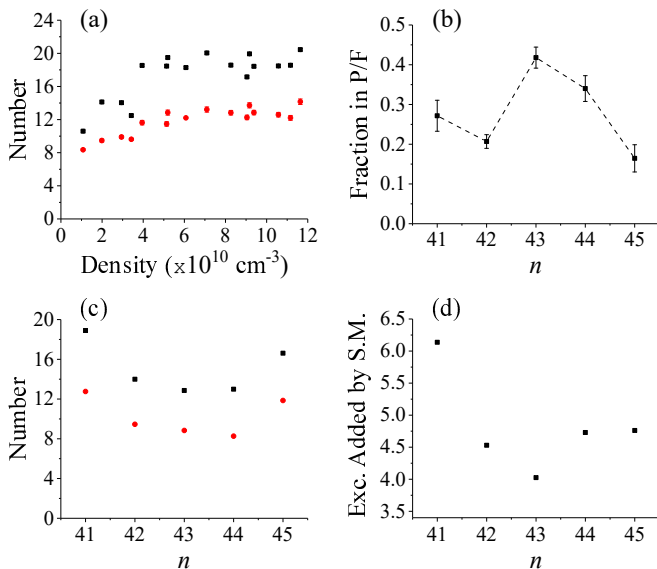 (a)
24
20
16
12
8
4
0
Number
0 2 4 6 8 10 12
Density (×10¹⁰ cm⁻³)
(b)
0.5
0.4
0.3
0.2
0.1
0.0
Fraction in P/F
41 42 43 44 45
n
(c)
20
16
12
8
4
0
Number
41 42 43 44 45
n
(d)
6.5
6.0
5.5
5.0
4.5
4.0
3.5
Exc. Added by S.M.
41 42 43 44 45
n